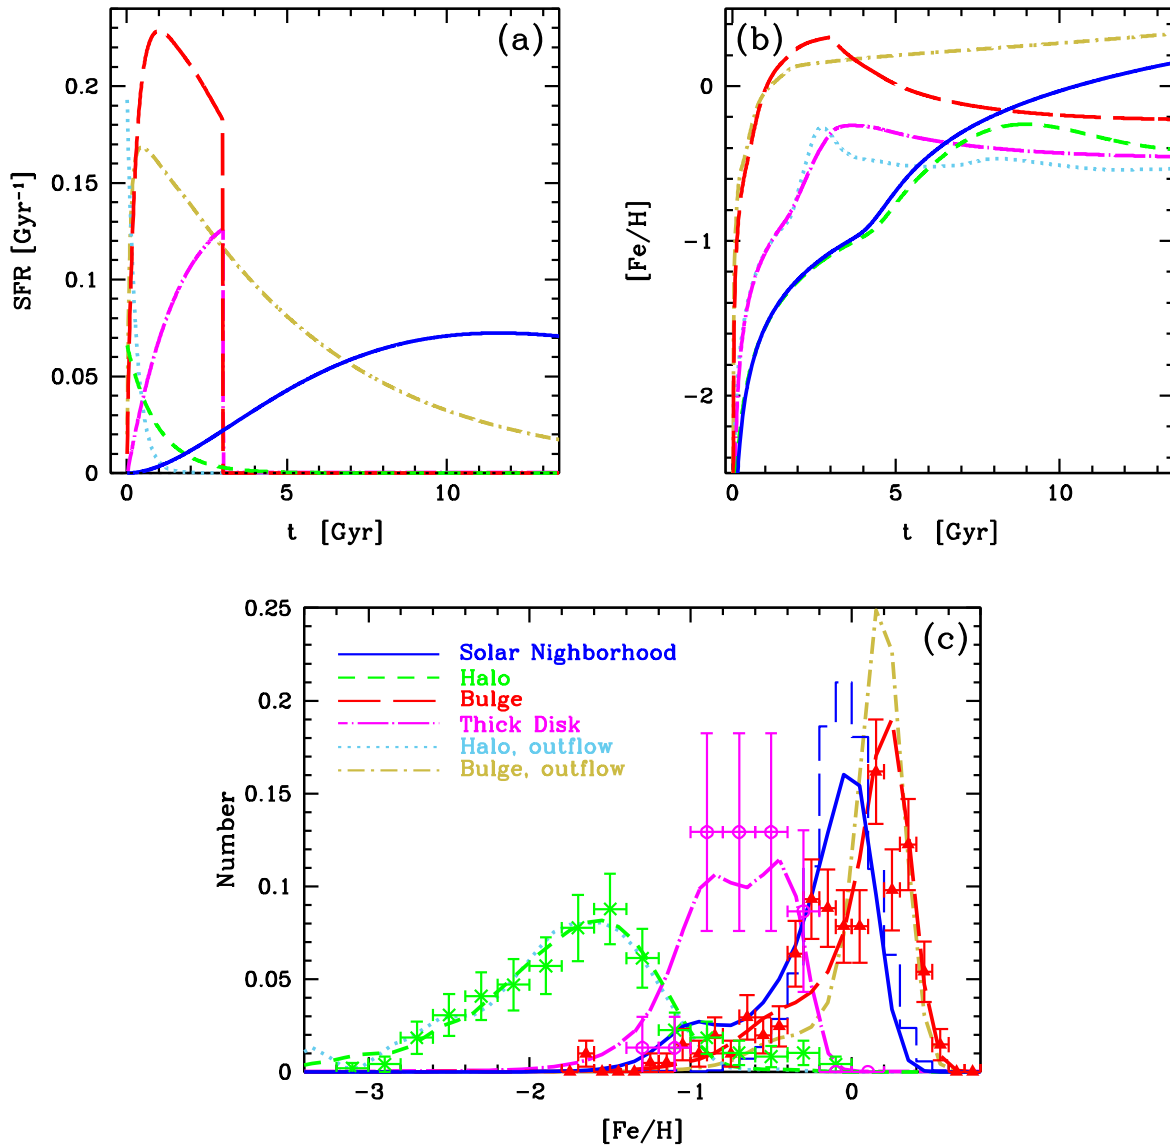 (a)
0.2
0.15
0.1
0.05
0
SFR [Gyr⁻¹]
0
5
10
t [Gyr]
(b)
0
-1
-2
[Fe/H]
0
5
10
t [Gyr]
(c)
0.25
0.2
0.15
0.1
0.05
0
Number
Solar Nighborhood
Halo
Bulge
Thick Disk
Halo, outflow
Bulge, outflow
-3
-2
-1
0
[Fe/H]